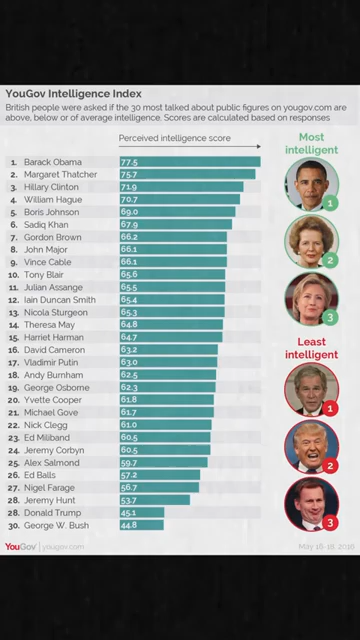 YouGov Intelligence Index
British people were asked if the 30 most talked about public figures on yougov.com are
above, below or of average intelligence. Scores are calculated based on responses
Perceived intelligence score
1. Barack Obama 77.5
2. Margaret Thatcher 75.7
3. Hillary Clinton 71.9
4. William Hague 70.7
5. Boris Johnson 69.0
6. Sadiq Khan 67.9
7. Gordon Brown 66.2
8. John Major 66.1
9. Vince Cable 66.1
10. Tony Blair 65.6
11. Julian Assange 65.5
12. Iain Duncan Smith 65.4
13. Nicola Sturgeon 65.3
14. Theresa May 64.8
15. Harriet Harman 64.7
16. David Cameron 63.2
17. Vladimir Putin 63.0
18. Andy Burnham 62.5
19. George Osborne 62.3
20. Yvette Cooper 61.8
21. Michael Gove 61.7
22. Nick Clegg 61.0
23. Ed Miliband 60.5
24. Jeremy Corbyn 60.5
25. Alex Salmond 59.7
26. Ed Balls 57.2
27. Nigel Farage 56.7
28. Jeremy Hunt 53.7
28. Donald Trump 45.1
30. George W. Bush 44.8
Most
intelligent
1
2
3
Least
intelligent
1
2
3
YouGov | yougov.com
May 16-18, 2016